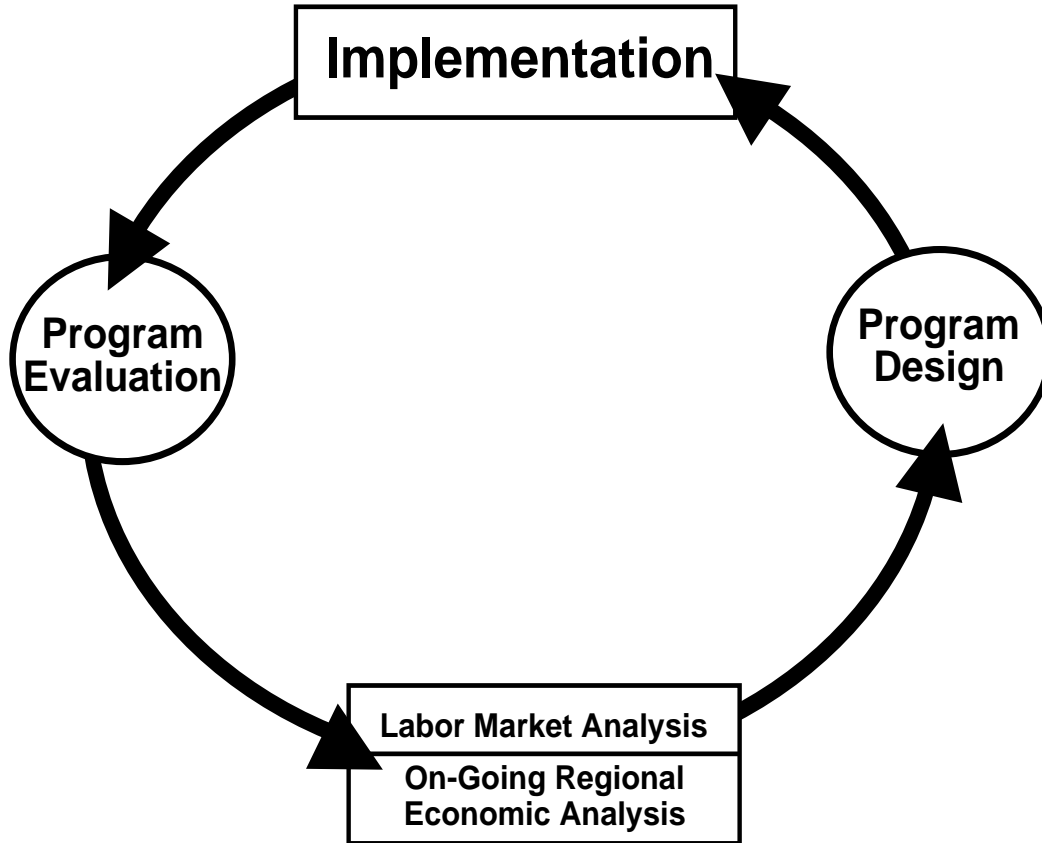 Implementation
Program
Evaluation
Program
Design
Labor Market Analysis
On-Going Regional
Economic Analysis